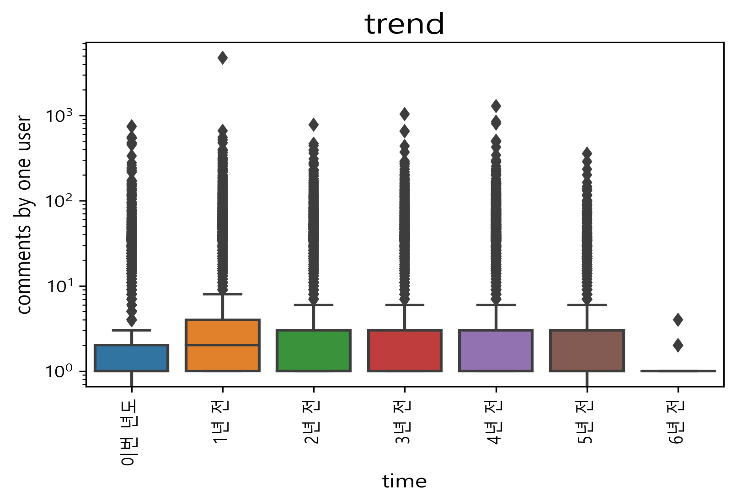 trend
comments by one user
10³
10²
10¹
10⁰
이번 년도
1년 전
2년 전
3년 전
4년 전
5년 전
6년 전
time